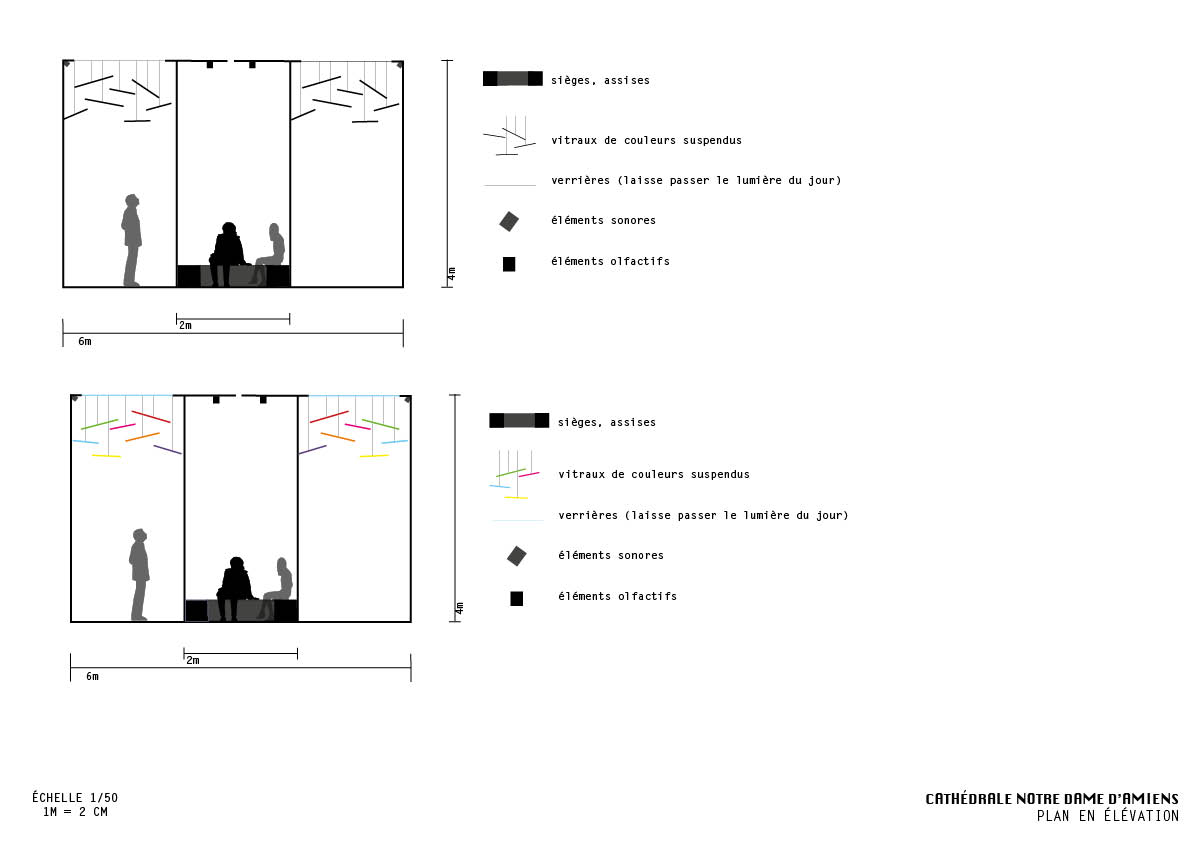 sièges, assises
vitraux de couleurs suspendus
verrières (laisse passer le lumière du jour)
éléments sonores
éléments olfactifs
4m
2m
6m
sièges, assises
vitraux de couleurs suspendus
verrières (laisse passer le lumière du jour)
éléments sonores
éléments olfactifs
4m
2m
6m
ÉCHELLE 1/50
1M = 2 CM
CATHÉDRALE NOTRE DAME D'AMIENS
PLAN EN ÉLÉVATION